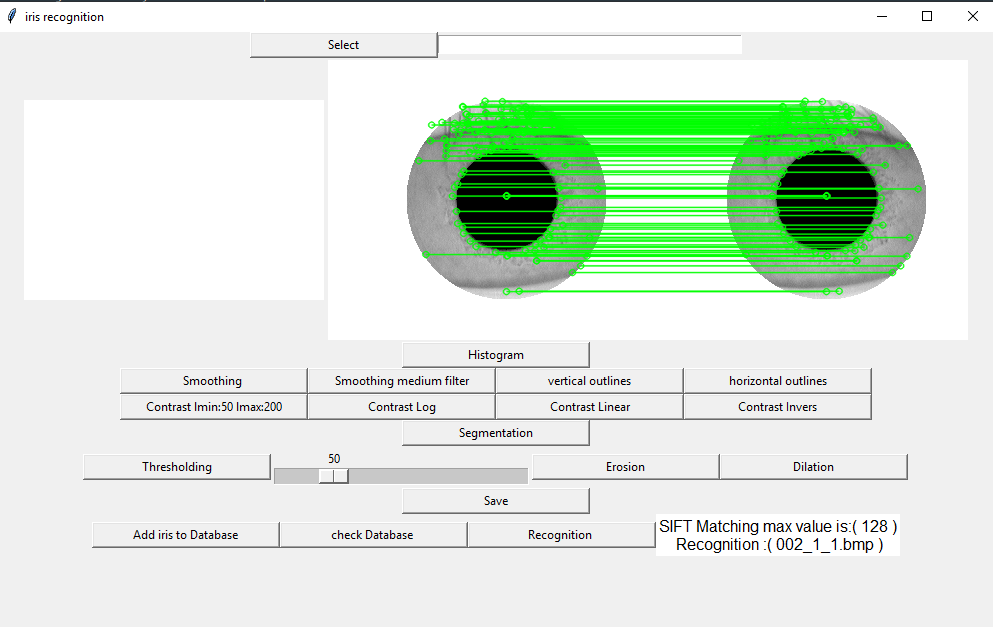 iris recognition
Select
Histogram
Smoothing
Smoothing medium filter
vertical outlines
horizontal outlines
Contrast Imin:50 Imax:200
Contrast Log
Contrast Linear
Contrast Invers
Segmentation
50
Thresholding
Erosion
Dilation
Save
Add iris to Database
check Database
Recognition
SIFT Matching max value is:( 128 )
Recognition :( 002_1_1.bmp )